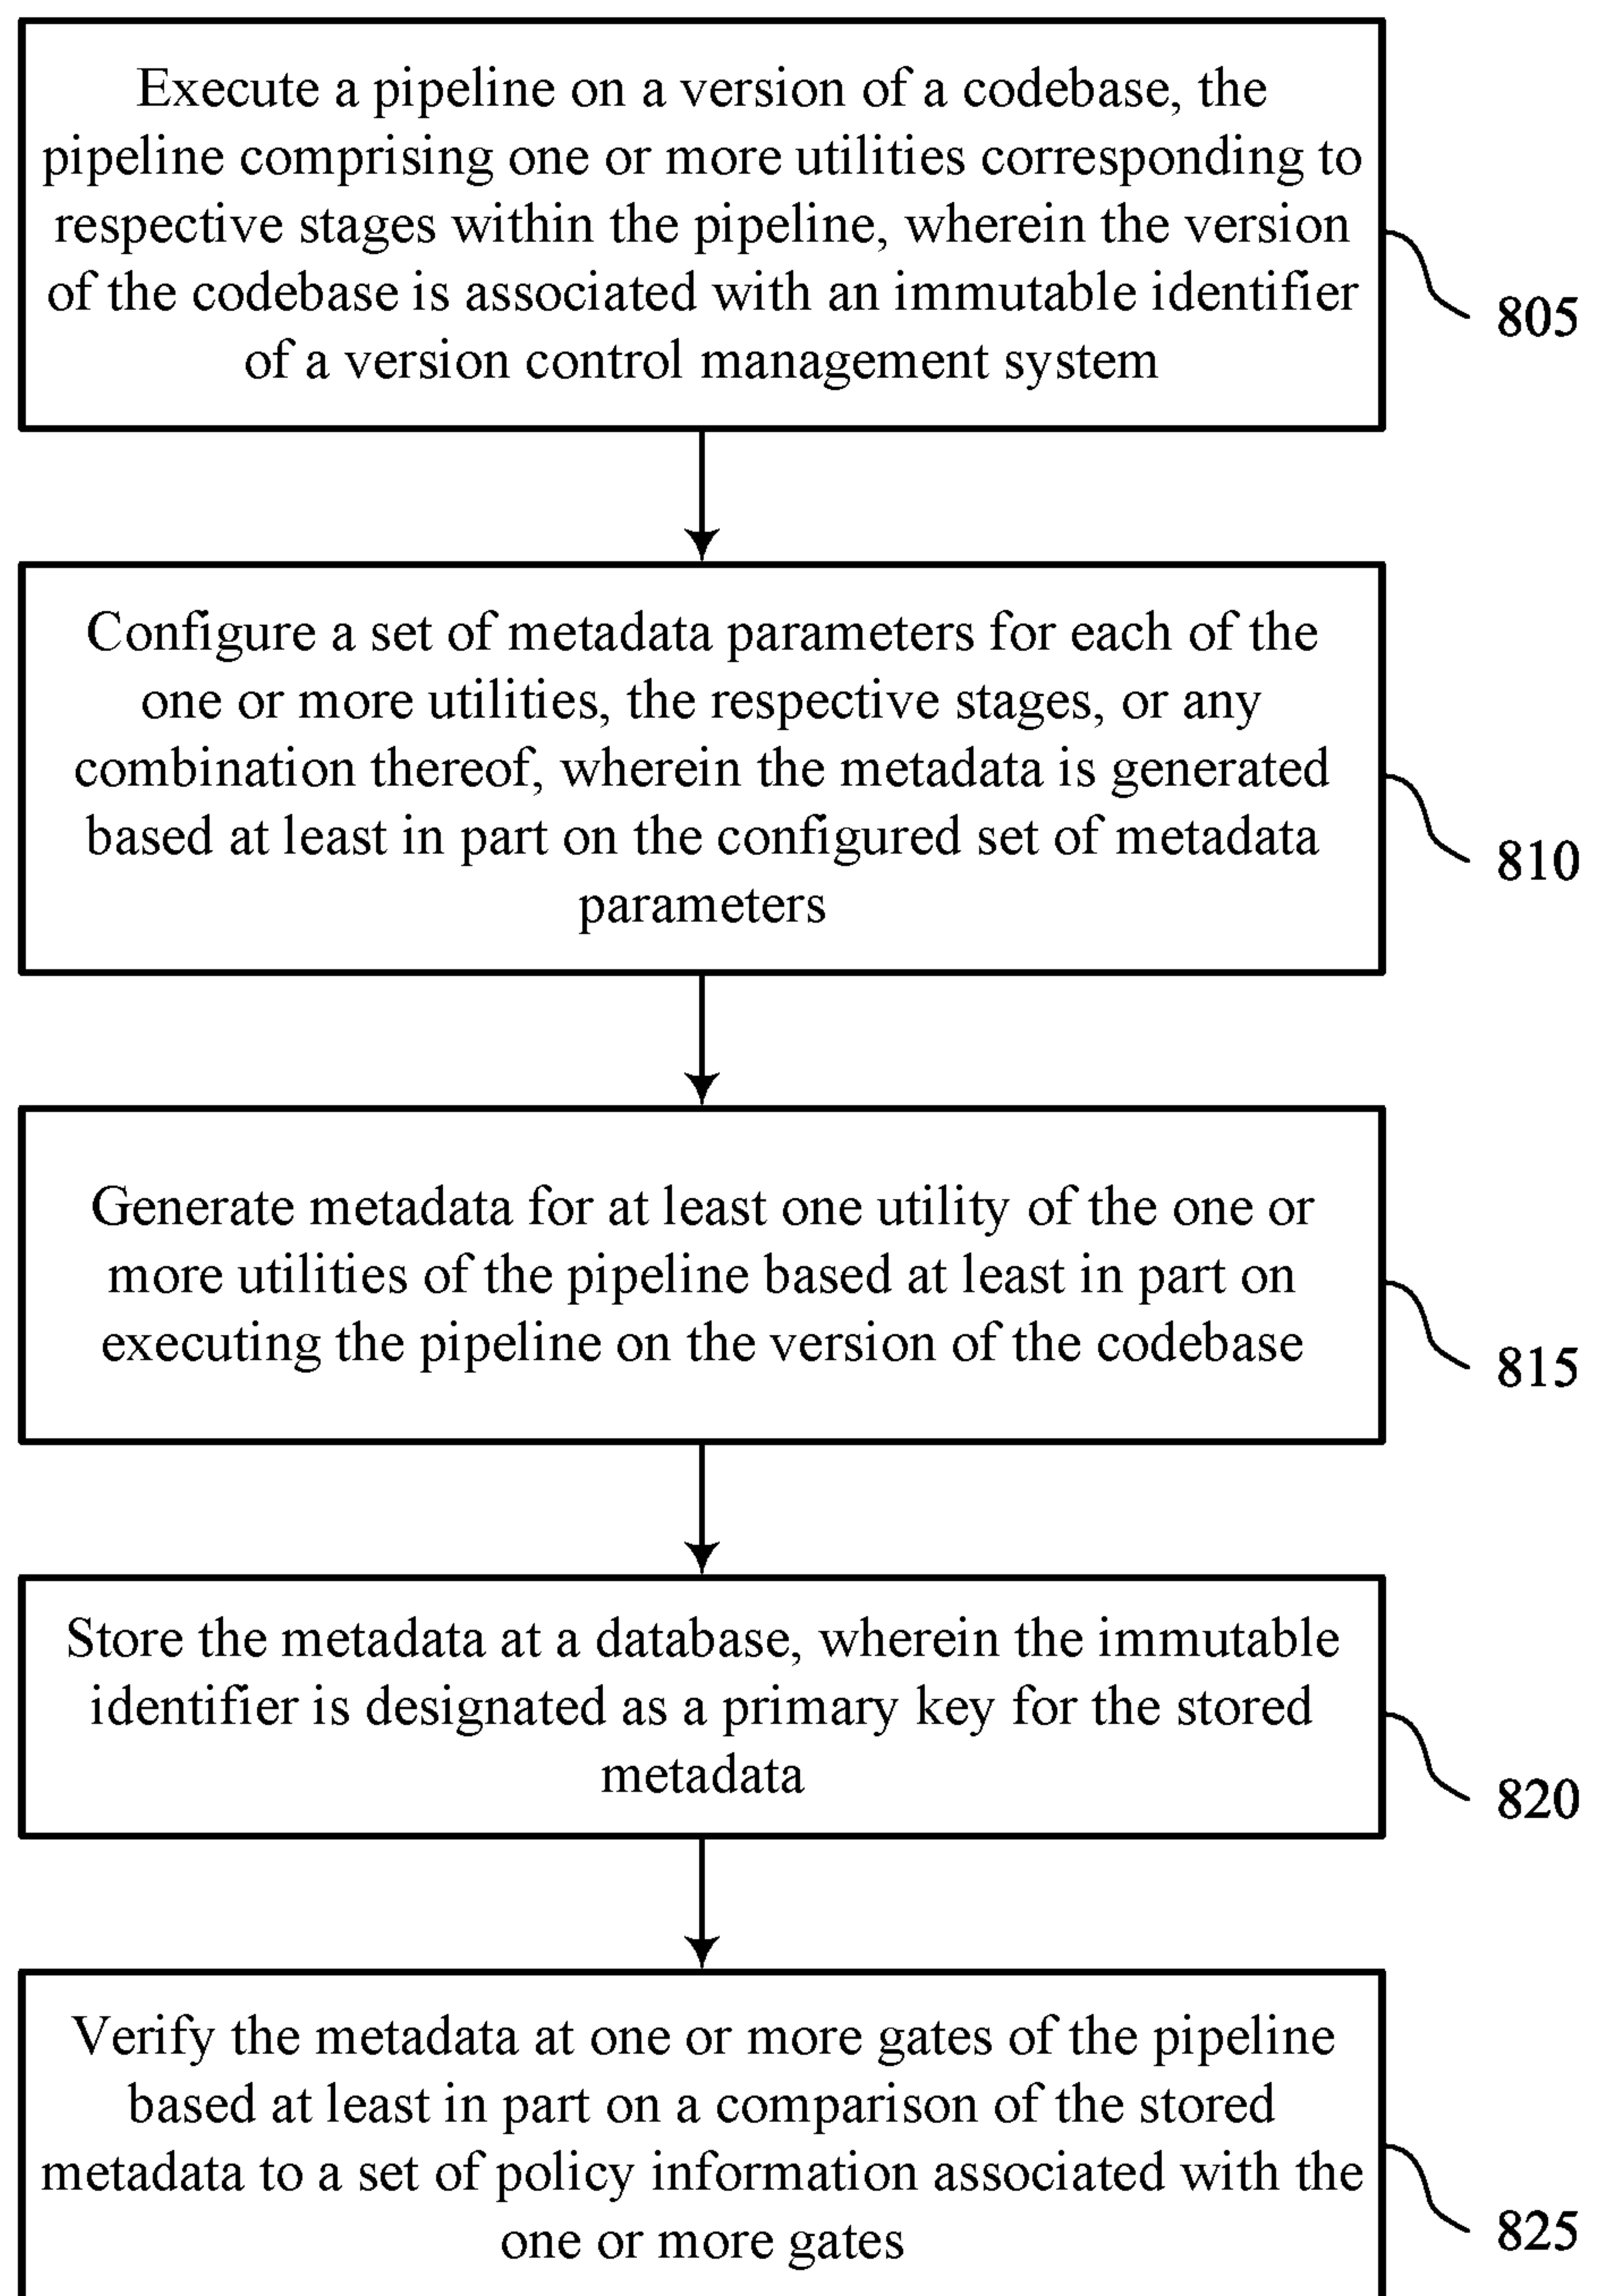 Execute a pipeline on a version of a codebase, the
pipeline comprising one or more utilities corresponding to
respective stages within the pipeline, wherein the version
of the codebase is associated with an immutable identifier
of a version control management system
805
Configure a set of metadata parameters for each of the
one or more utilities, the respective stages, or any
combination thereof, wherein the metadata is generated
based at least in part on the configured set of metadata
parameters
810
Generate metadata for at least one utility of the one or
more utilities of the pipeline based at least in part on
executing the pipeline on the version of the codebase
815
Store the metadata at a database, wherein the immutable
identifier is designated as a primary key for the stored
metadata
820
Verify the metadata at one or more gates of the pipeline
based at least in part on a comparison of the stored
metadata to a set of policy information associated with the
one or more gates
825